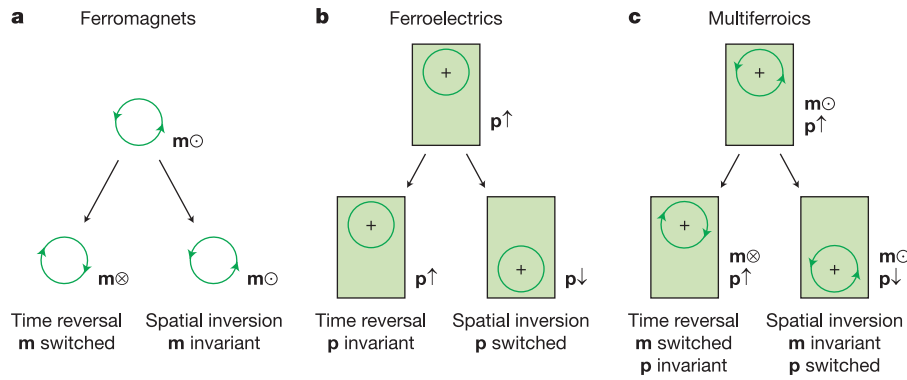 a Ferromagnets
m⊙
m⊗
m⊙
Time reversal
m switched
Spatial inversion
m invariant
b Ferroelectrics
+
p↑
+
p↑
+
p↓
Time reversal
p invariant
Spatial inversion
p switched
c Multiferroics
+
m⊙
p↑
+
m⊗
p↑
+
m⊙
p↓
Time reversal
m switched
p invariant
Spatial inversion
m invariant
p switched